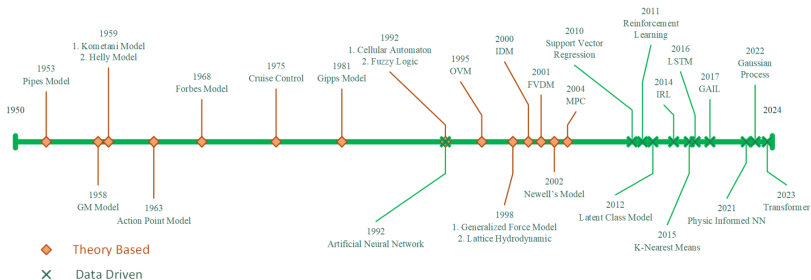 1950
1953
Pipes Model
1958
GM Model
1959
1. Kometani Model
2. Helly Model
1963
Action Point Model
1968
Forbes Model
1975
Cruise Control
1981
Gipps Model
1992
1. Cellular Automaton
2. Fuzzy Logic
1992
Artificial Neural Network
1995
OVM
1998
1. Generalized Force Model
2. Lattice Hydrodynamic
2000
IDM
2001
FVDM
2002
Newell's Model
2004
MPC
2010
Support Vector
Regression
2011
Reinforcement
Learning
2012
Latent Class Model
2014
IRL
2015
K-Nearest Means
2016
LSTM
2017
GAIL
2021
Physic Informed NN
2022
Gaussian
Process
2023
Transformer
2024
Theory Based
Data Driven